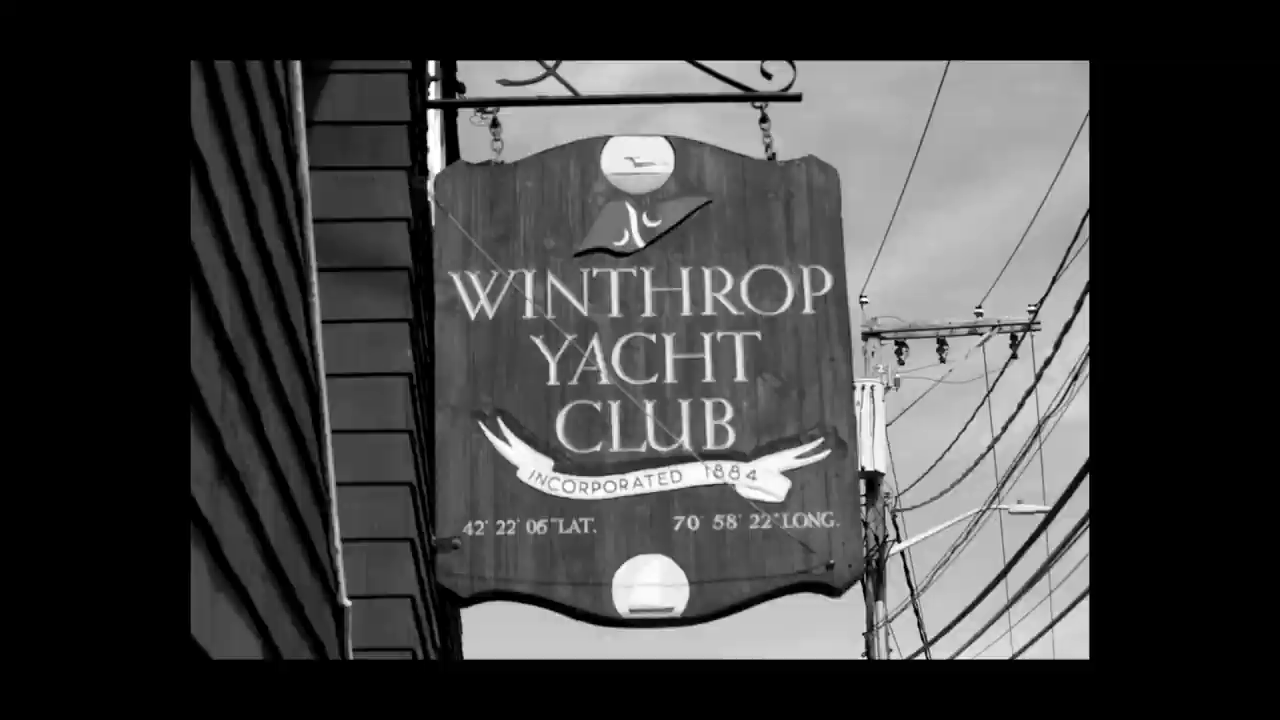 WINTHROP
YACHT
CLUB
INCORPORATED 1884
42° 22' 06" LAT. 70° 58' 22" LONG.